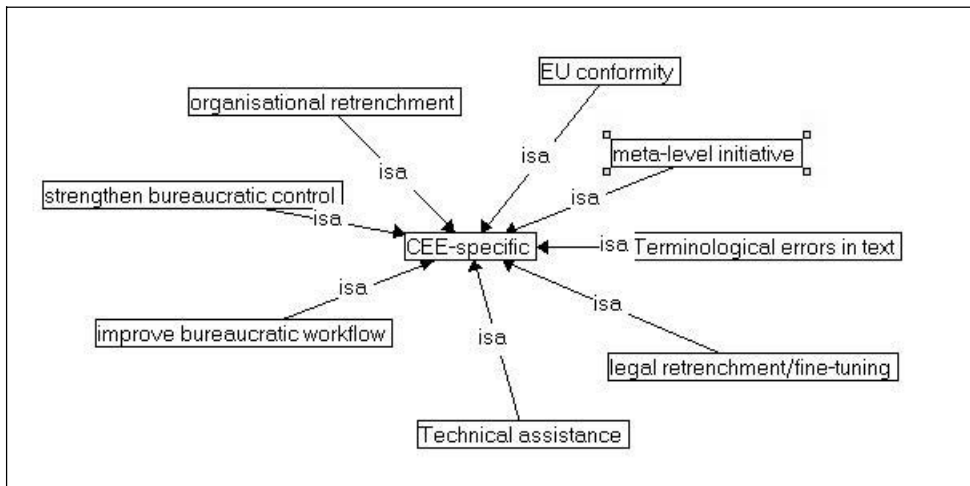 EU conformity
organisational retrenchment
isa
meta-level initiative
isa
strengthen bureaucratic control
isa
isa
CEE-specific
isa
Terminological errors in text
isa
isa
improve bureaucratic workflow
isa
legal retrenchment/fine-tuning
Technical assistance